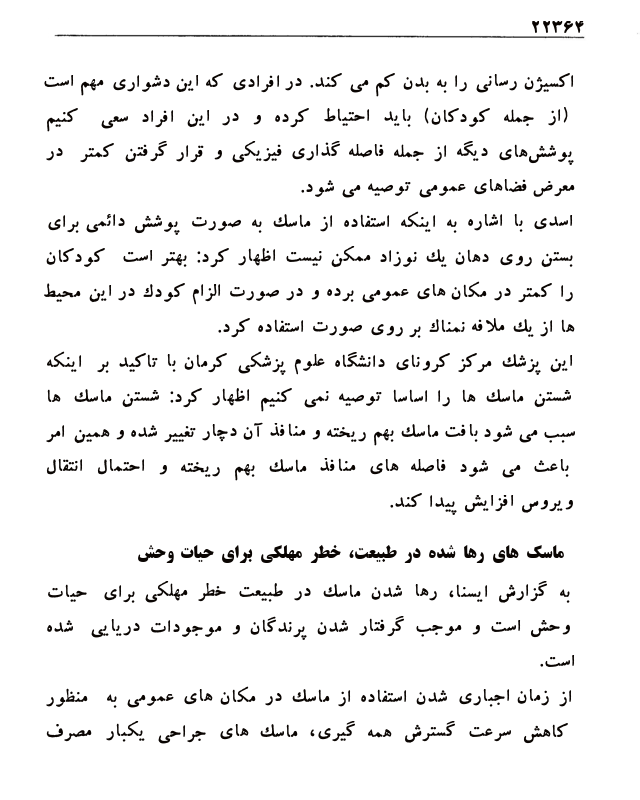 ۲۲۳۶۴
اکسیژن رسانی را به بدن کم می کند. در افرادی که این دشواری مهم است
(از جمله کودکان) باید احتیاط کرده و در این افراد سعی کنیم
پوشش‌های دیگه از جمله فاصله گذاری فیزیکی و قرار گرفتن کمتر در
معرض فضاهای عمومی توصیه می شود.
اسدی با اشاره به اینکه استفاده از ماسك به صورت پوشش دائمی برای
بستن روی دهان یك نوزاد ممکن نیست اظهار کرد: بهتر است کودکان
را کمتر در مکان های عمومی برده و در صورت الزام کودك در این محیط
ها از یك ملافه نمناك بر روی صورت استفاده کرد.
این پزشك مرکز کرونای دانشگاه علوم پزشکی کرمان با تاکید بر اینکه
شستن ماسك ها را اساسا توصیه نمی کنیم اظهار کرد: شستن ماسك ها
سبب می شود بافت ماسك بهم ریخته و منافذ آن دچار تغییر شده و همین امر
باعث می شود فاصله های منافذ ماسك بهم ریخته و احتمال انتقال
ویروس افزایش پیدا کند.
ماسک های رها شده در طبیعت، خطر مهلکی برای حیات وحش
به گزارش ایسنا، رها شدن ماسك در طبیعت خطر مهلکی برای حیات
وحش است و موجب گرفتار شدن پرندگان و موجودات دریایی شده
است.
از زمان اجباری شدن استفاده از ماسك در مکان های عمومی به منظور
کاهش سرعت گسترش همه گیری، ماسك های جراحی یکبار مصرف